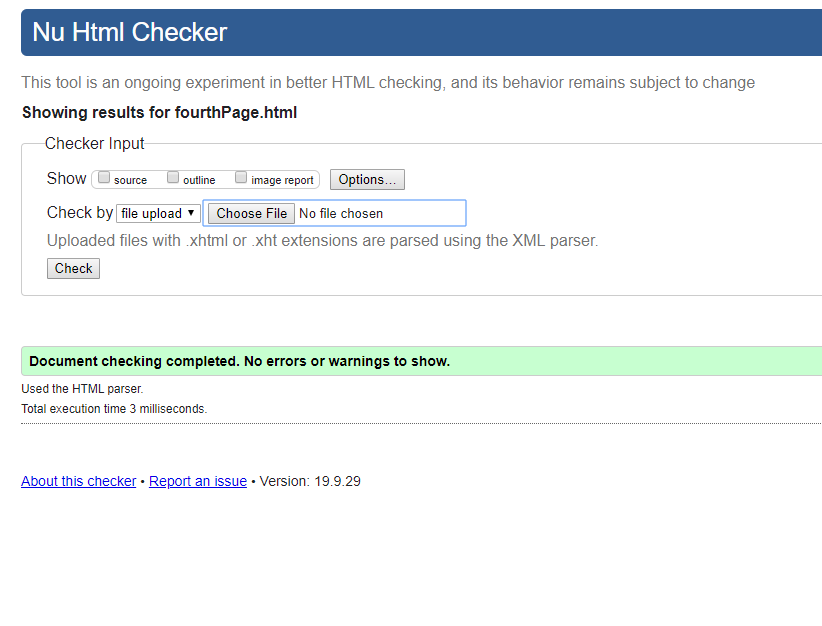 Nu Html Checker
This tool is an ongoing experiment in better HTML checking, and its behavior remains subject to change
Showing results for fourthPage.html
Checker Input
Show source outline image report Options...
Check by file upload Choose File No file chosen
Uploaded files with .xhtml or .xht extensions are parsed using the XML parser.
Check
Document checking completed. No errors or warnings to show.
Used the HTML parser.
Total execution time 3 milliseconds.
About this checker • Report an issue • Version: 19.9.29